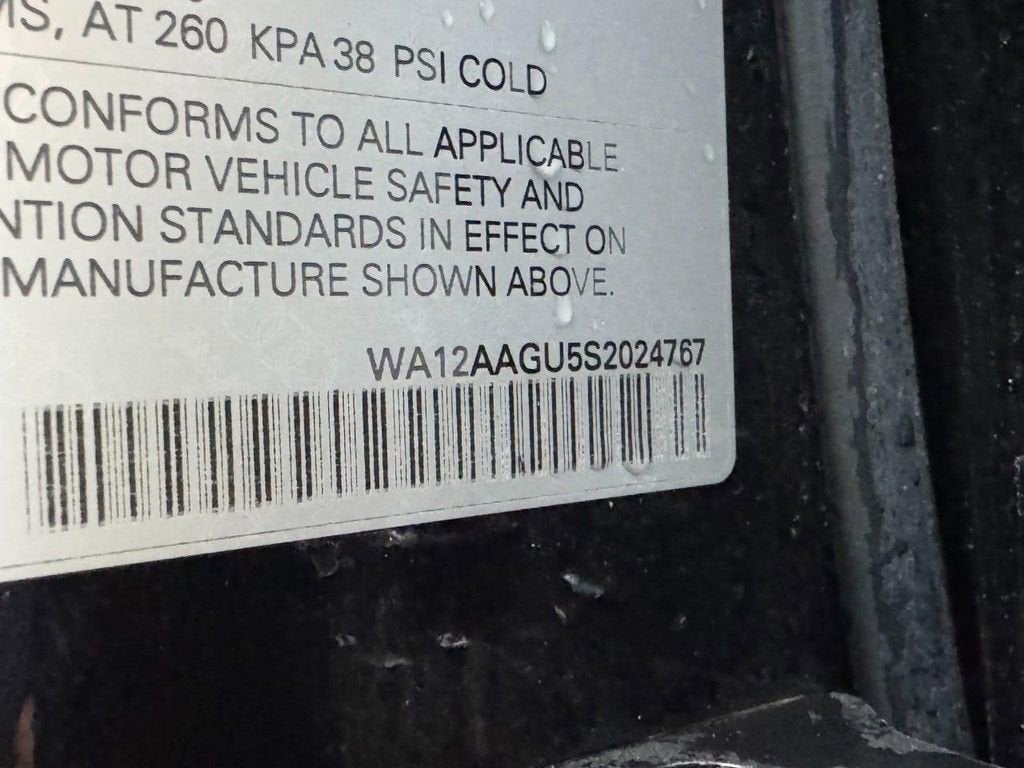 MS, AT 260 KPA 38 PSI COLD
CONFORMS TO ALL APPLICABLE
MOTOR VEHICLE SAFETY AND
NTION STANDARDS IN EFFECT ON
MANUFACTURE SHOWN ABOVE.
WA12AAGU5S2024767